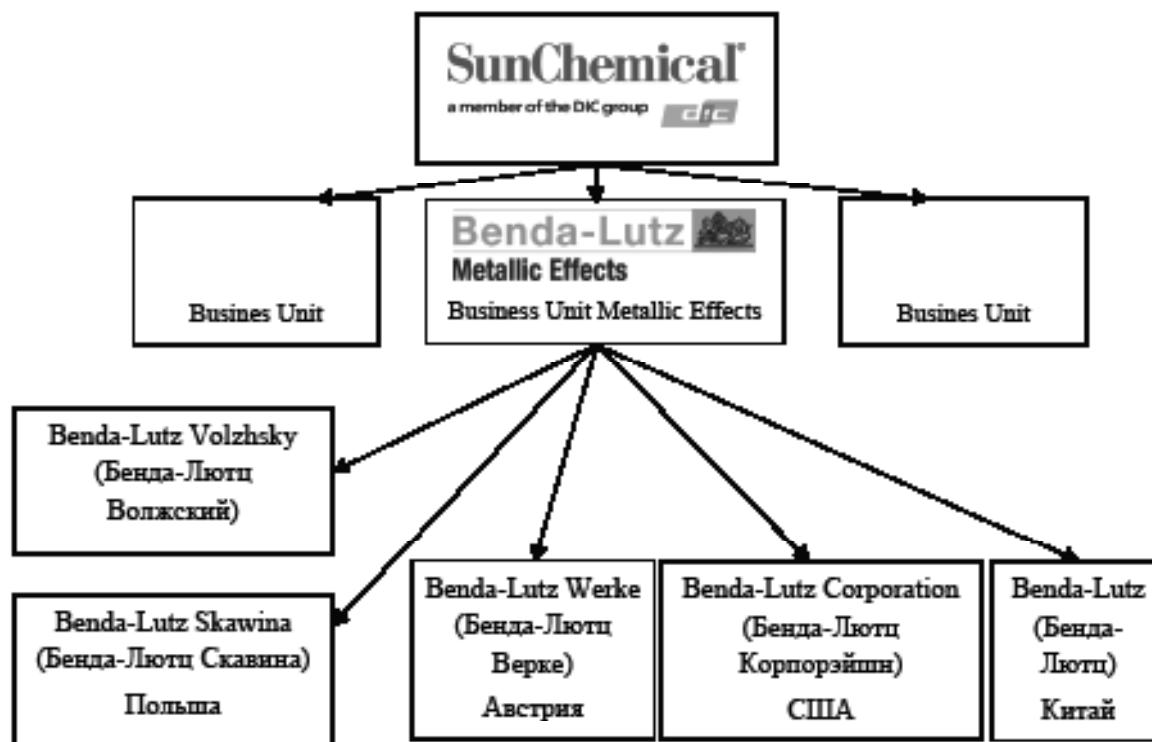 SunChemical®
a member of the DIC group dic
Busines Unit
Benda-Lutz
Metallic Effects
Business Unit Metallic Effects
Busines Unit
Benda-Lutz Volzhsky
(Бенда-Лютц
Волжский)
Benda-Lutz Skawina
(Бенда-Лютц Скавина)
Польша
Benda-Lutz Werke
(Бенда-Лютц
Верке)
Австрия
Benda-Lutz Corporation
(Бенда-Лютц
Корпорэйшн)
США
Benda-Lutz
(Бенда-
Лютц)
Китай